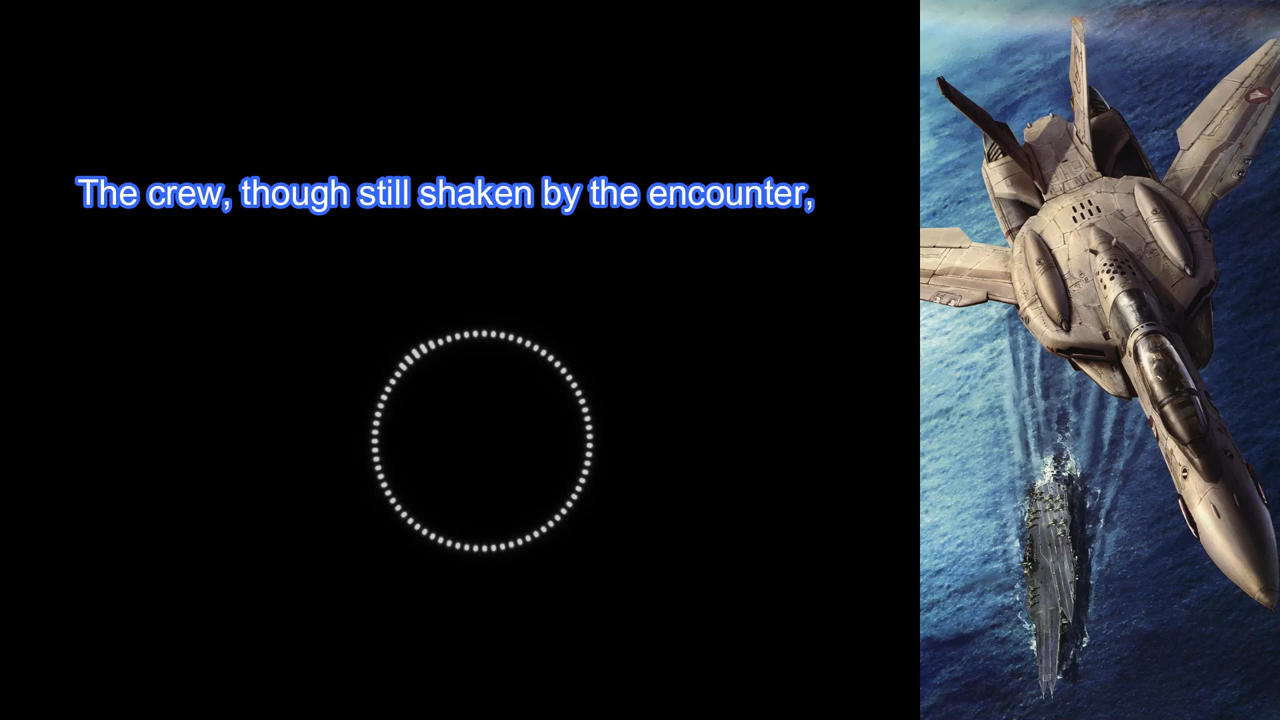 The crew, though still shaken by the encounter,